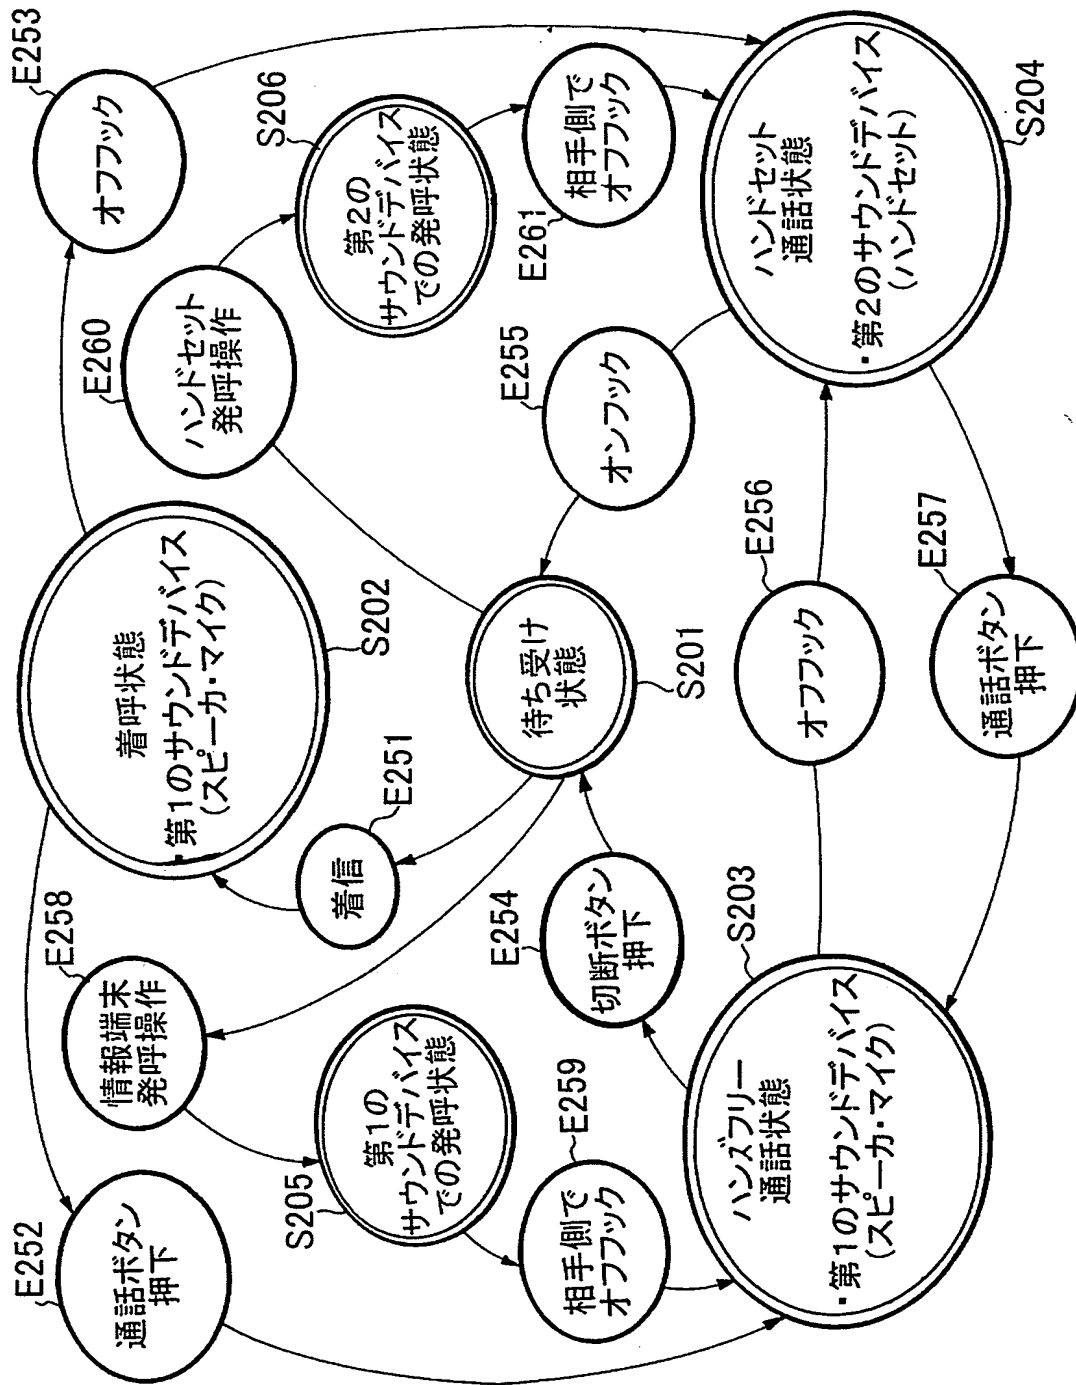 E252
通話ボタン
押下
E258
情報端末
発呼操作
着呼状態
・第1のサウンドデバイス
(スピーカ・マイク)
S202
E260
ハンドセット
発呼操作
E253
オフフック
S205
第1の
サウンドデバイス
での発呼状態
着信
E251
S206
第2の
サウンドデバイス
での発呼状態
E259
相手側で
オフフック
E254
切断ボタン
押下
待ち受け
状態
S201
E255
オンフック
E261
相手側で
オフフック
ハンズフリー
通話状態
・第1のサウンドデバイス
(スピーカ・マイク)
S203
オフフック
E256
ハンドセット
通話状態
・第2のサウンドデバイス
(ハンドセット)
S204
通話ボタン
押下
E257